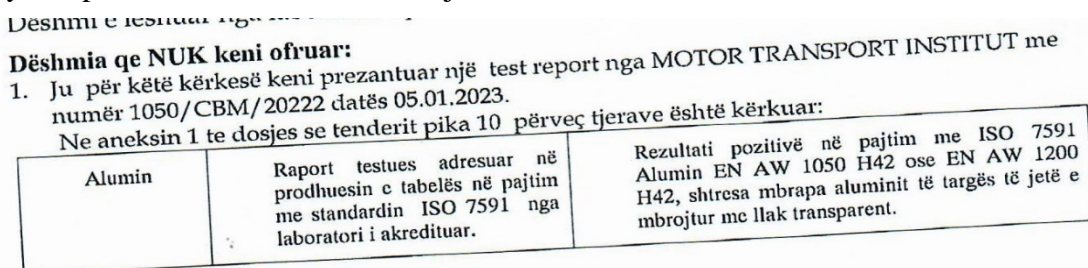 Dëshmi e lëshuar nga
Dëshmia qe NUK keni ofruar:
1. Ju për këtë kërkesë keni prezantuar një test report nga MOTOR TRANSPORT INSTITUT me
numër 1050/CBM/20222 datës 05.01.2023.
Ne aneksin 1 te dosjes se tenderit pika 10 përveç tjerave është kërkuar:
Alumin
Raport testues adresuar në
prodhuesin e tabelës në pajtim
me standardin ISO 7591 nga
laboratori i akredituar.
Rezultati pozitivë në pajtim me ISO 7591
Alumin EN AW 1050 H42 ose EN AW 1200
H42, shtresa mbrapa aluminit të targës të jetë e
mbrojtur me llak transparent.